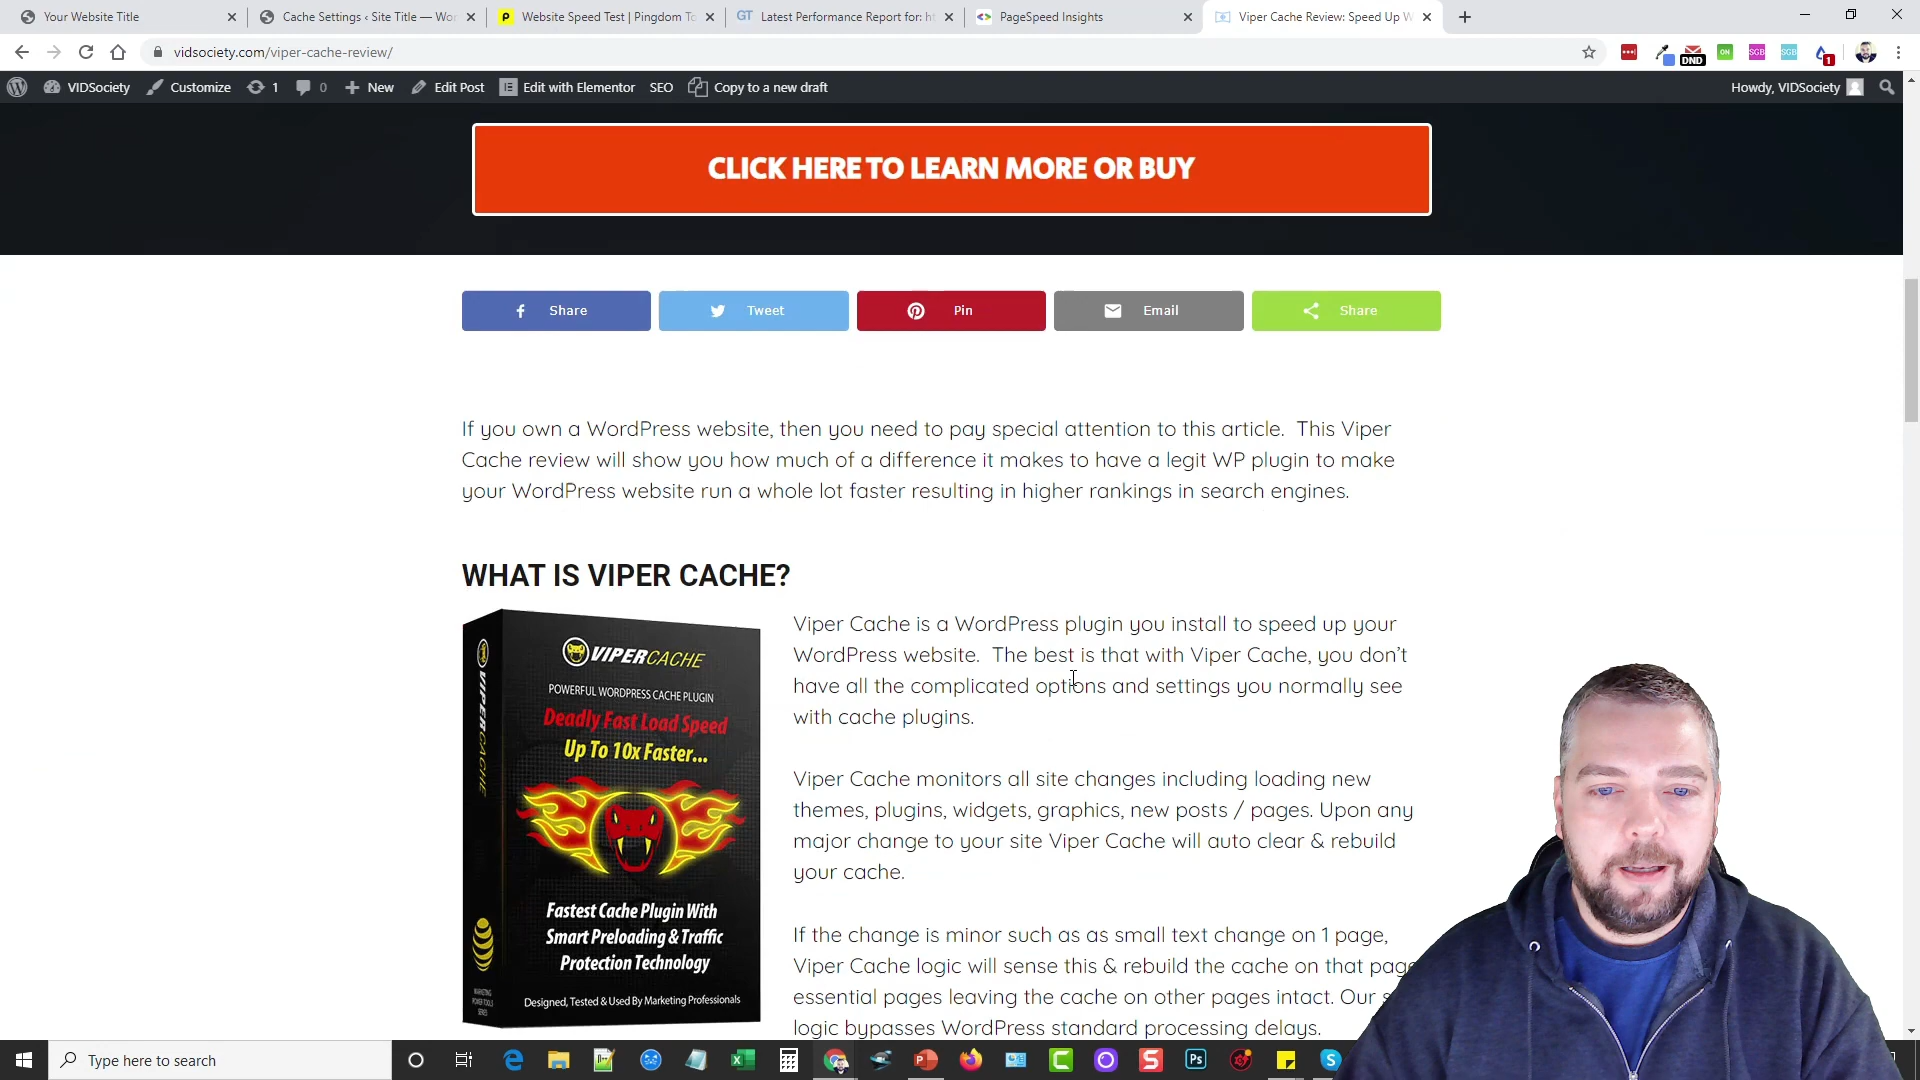 Your Website Title
Cache Settings ‹ Site Title — Wor
Website Speed Test | Pingdom To
Latest Performance Report for: ht
PageSpeed Insights
Viper Cache Review: Speed Up W
vidsociety.com/viper-cache-review/
DND
ON
SGB
SGB
1
VIDSociety
Customize
1
0
New
Edit Post
Edit with Elementor
SEO
Copy to a new draft
Howdy, VIDSociety
CLICK HERE TO LEARN MORE OR BUY
Share
Tweet
Pin
Email
Share
If you own a WordPress website, then you need to pay special attention to this article. This Viper
Cache review will show you how much of a difference it makes to have a legit WP plugin to make
your WordPress website run a whole lot faster resulting in higher rankings in search engines.
WHAT IS VIPER CACHE?
VIPERCACHE
VIPERCACHE
POWERFUL WORDPRESS CACHE PLUGIN
Deadly Fast Load Speed
Up To 10x Faster...
Fastest Cache Plugin With
Smart Preloading & Traffic
Protection Technology
Designed, Tested & Used By Marketing Professionals
Viper Cache is a WordPress plugin you install to speed up your
WordPress website. The best is that with Viper Cache, you don't
have all the complicated options and settings you normally see
with cache plugins.
Viper Cache monitors all site changes including loading new
themes, plugins, widgets, graphics, new posts / pages. Upon any
major change to your site Viper Cache will auto clear & rebuild
your cache.
If the change is minor such as as small text change on 1 page,
Viper Cache logic will sense this & rebuild the cache on that page
essential pages leaving the cache on other pages intact. Our s
logic bypasses WordPress standard processing delays.
Type here to search